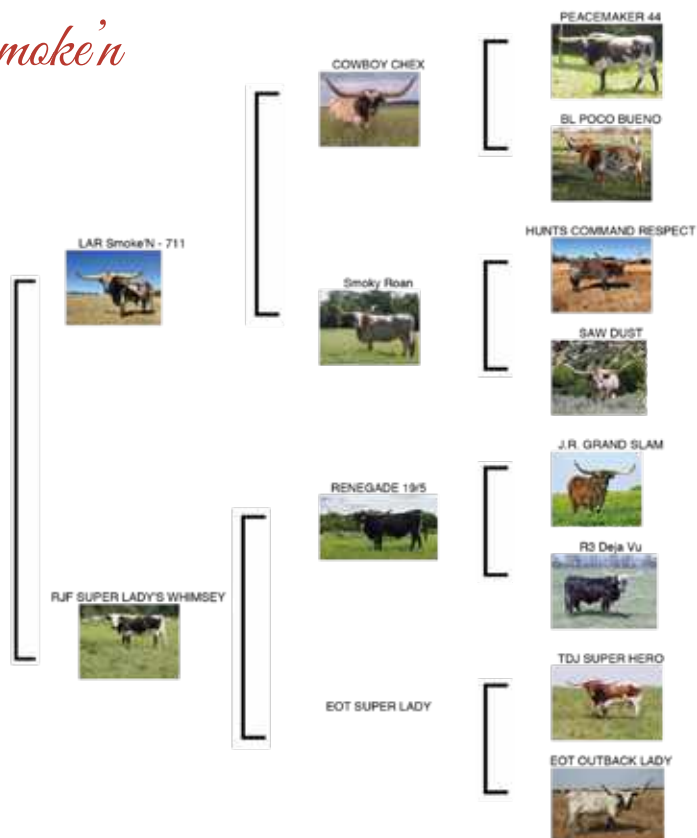 moke'n
PEACEMAKER 44
COWBOY CHEX
BL POCO BUENO
LAR Smoke'N - 711
HUNTS COMMAND RESPECT
Smoky Roan
SAW DUST
J.R. GRAND SLAM
RENEGADE 19/5
R3 Deja Vu
RJF SUPER LADY'S WHIMSEY
TDJ SUPER HERO
EOT SUPER LADY
EOT OUTBACK LADY